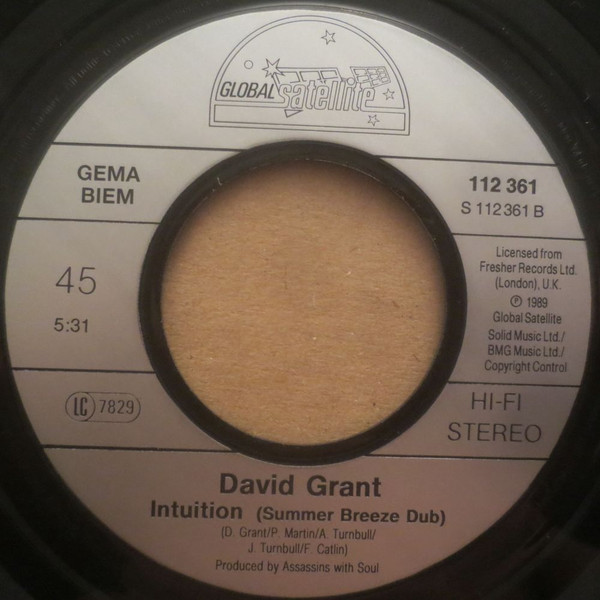 GLOBAL satellite
GEMA
BIEM
112 361
S 112361 B
45
5:31
Licensed from
Fresher Records Ltd.
(London), U.K.
℗ 1989
Global Satellite
Solid Music Ltd./
BMG Music Ltd./
Copyright Control
LC 7829
HI-FI
STEREO
David Grant
Intuition (Summer Breeze Dub)
(D. Grant/P. Martin/A. Turnbull/
J. Turnbull/F. Catlin)
Produced by Assassins with Soul